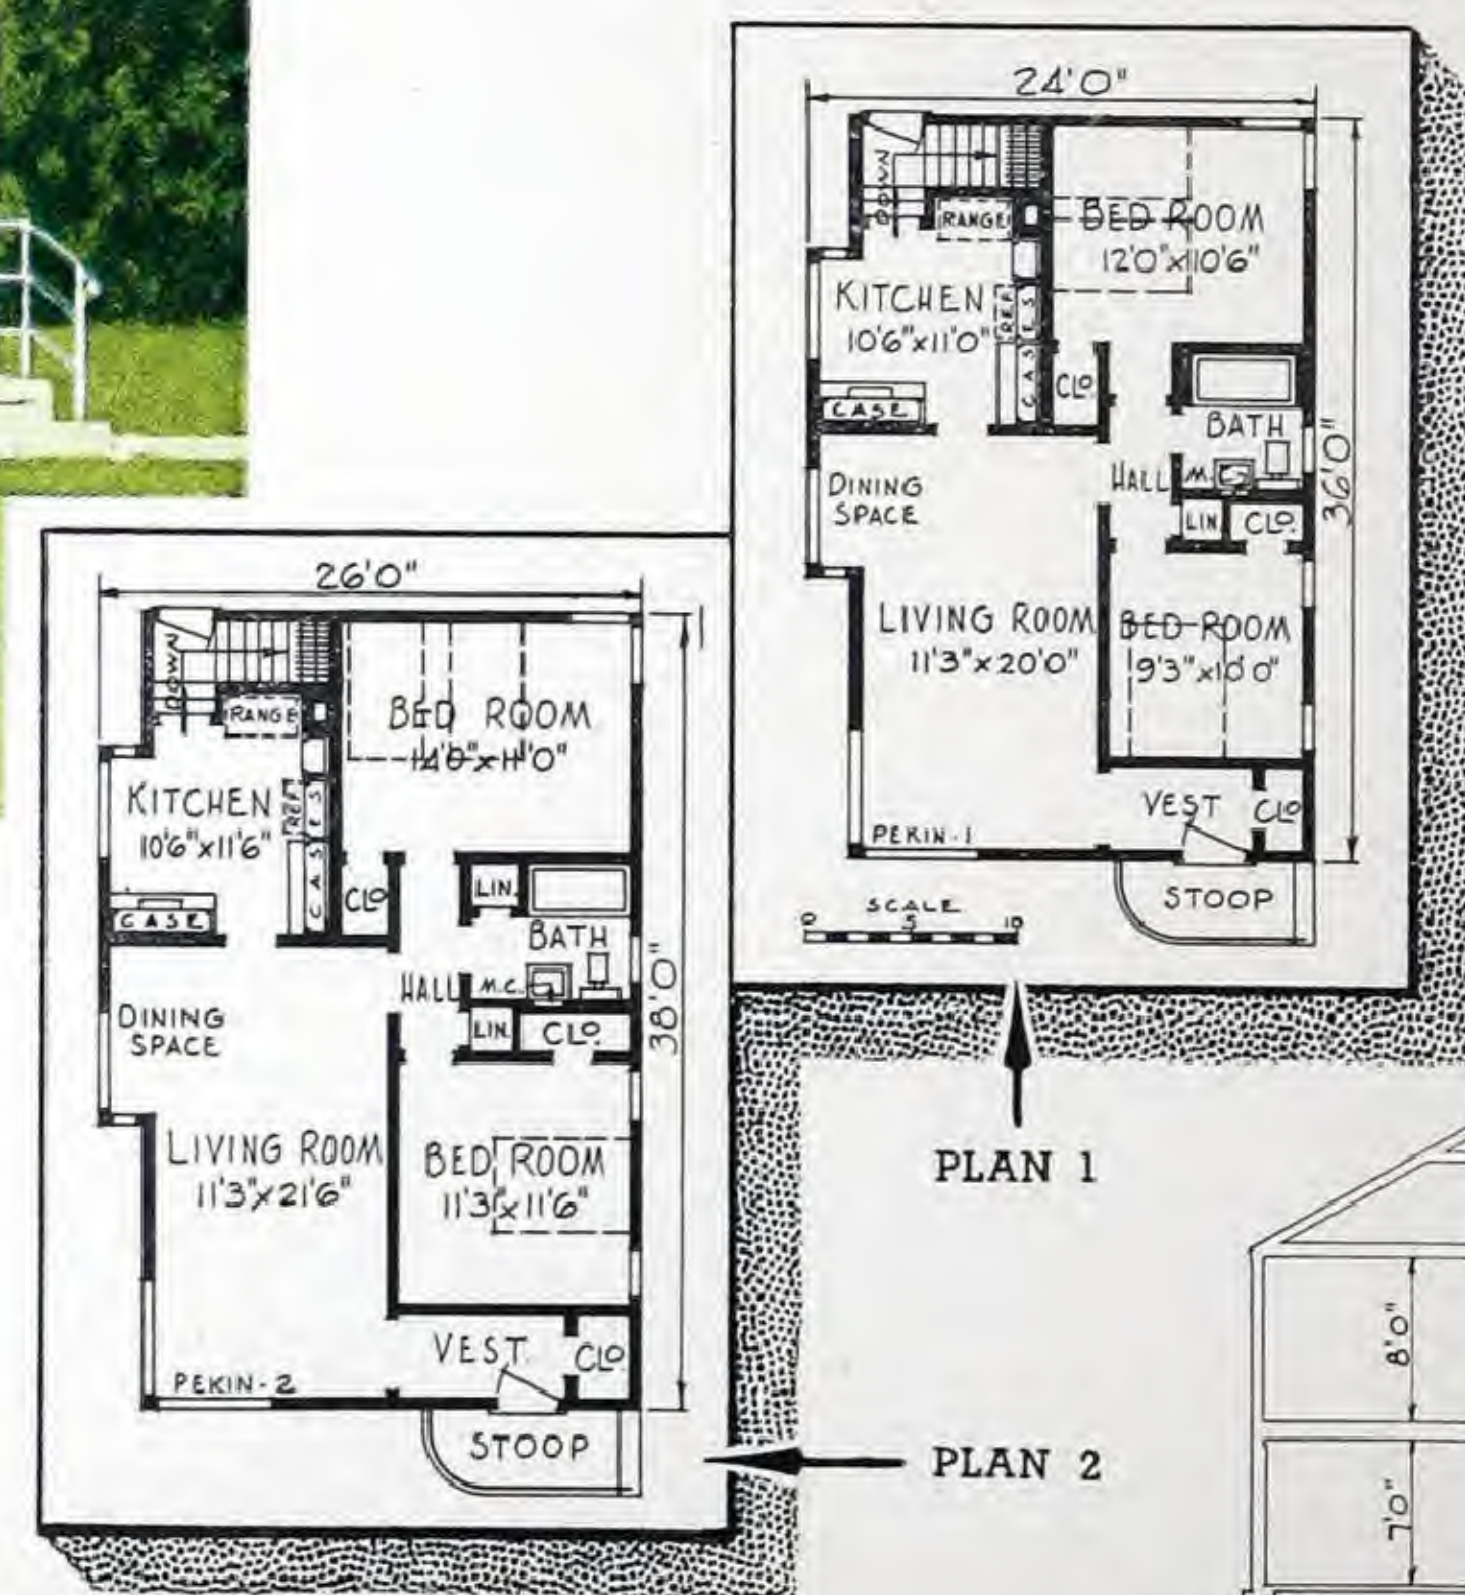 24'0"
DOWN
RANGE
BED ROOM
12'0"x10'6"
KITCHEN
10'6"x11'0"
REF
CASES
CLO
CASE
BATH
HALL
M.C.
DINING
SPACE
LIN.
CLO.
36'0"
LIVING ROOM
11'3"x20'0"
BED ROOM
9'3"x10'0"
VEST
CLO
PEKIN-1
STOOP
SCALE
0 5 10
PLAN 1
26'0"
DOWN
RANGE
BED ROOM
14'0"x11'0"
KITCHEN
10'6"x11'6"
REF
CASES
CLO
LIN.
CASE
BATH
HALL
M.C.
DINING
SPACE
LIN.
CLO.
38'0"
LIVING ROOM
11'3"x21'6"
BED ROOM
11'3"x11'6"
VEST.
CLO
PEKIN-2
STOOP
PLAN 2
8'0"
7'0"